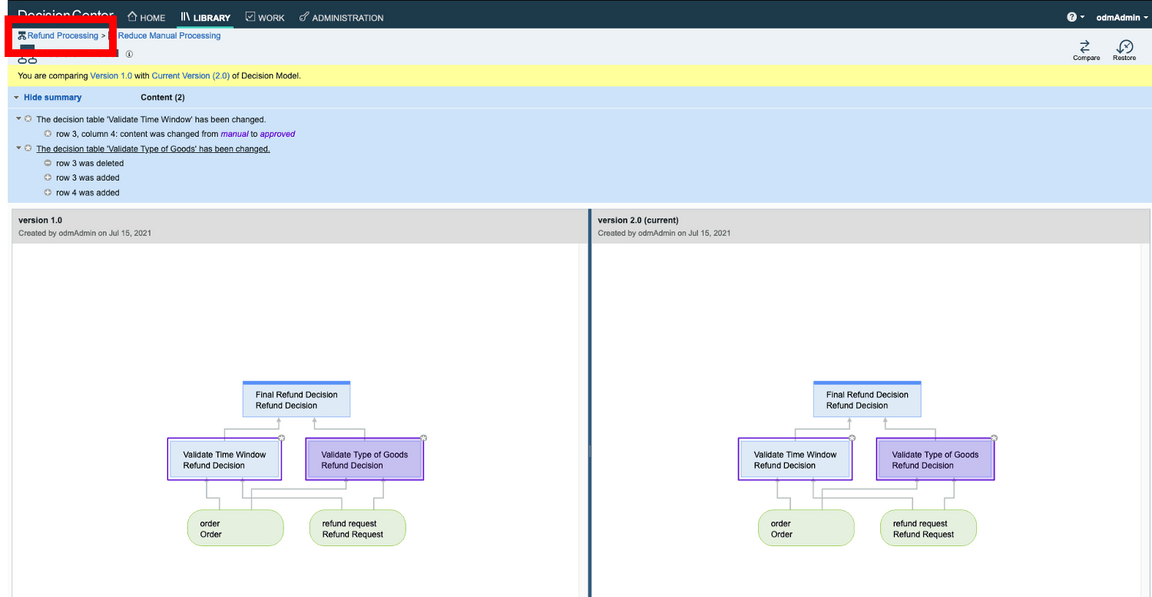 Decision Center HOME LIBRARY WORK ADMINISTRATION ? odmAdmin
Refund Processing > Reduce Manual Processing
Compare Restore
You are comparing Version 1.0 with Current Version (2.0) of Decision Model.
Hide summary Content (2)
The decision table 'Validate Time Window' has been changed.
row 3, column 4: content was changed from manual to approved
The decision table 'Validate Type of Goods' has been changed.
row 3 was deleted
row 3 was added
row 4 was added
version 1.0
Created by odmAdmin on Jul 15, 2021
Final Refund Decision
Refund Decision
Validate Time Window
Refund Decision
Validate Type of Goods
Refund Decision
order
Order
refund request
Refund Request
version 2.0 (current)
Created by odmAdmin on Jul 15, 2021
Final Refund Decision
Refund Decision
Validate Time Window
Refund Decision
Validate Type of Goods
Refund Decision
order
Order
refund request
Refund Request